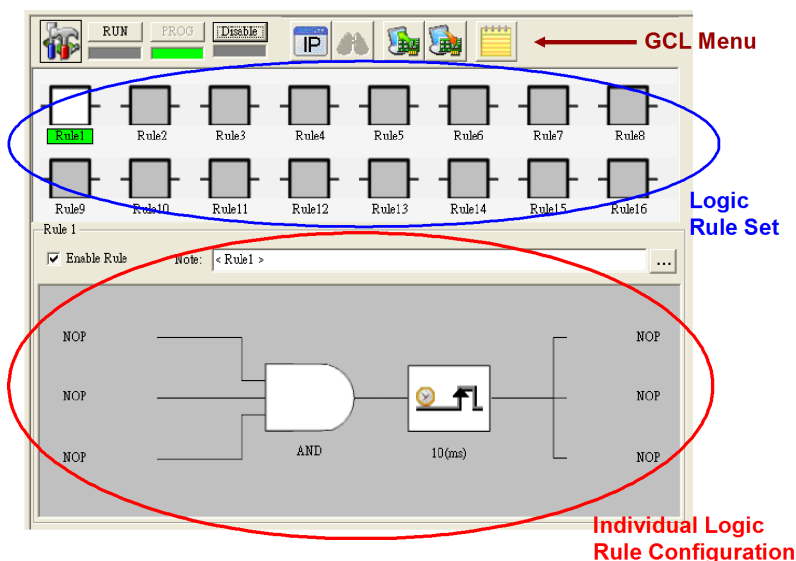 RUN PROG Disable
IP
GCL Menu
Rule1 Rule2 Rule3 Rule4 Rule5 Rule6 Rule7 Rule8
Rule9 Rule10 Rule11 Rule12 Rule13 Rule14 Rule15 Rule16
Logic
Rule Set
Rule 1
Enable Rule Note: < Rule1 > ...
NOP NOP
NOP NOP
AND 10(ms)
NOP NOP
Individual Logic
Rule Configuration